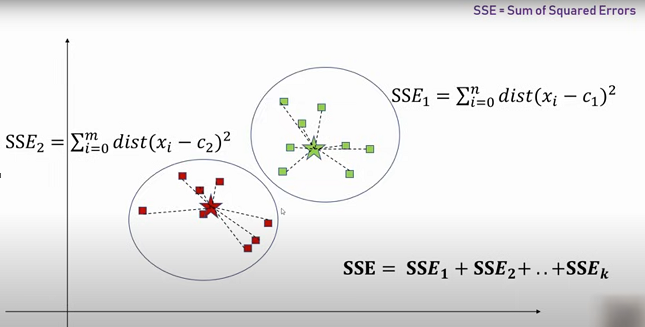 SSE = Sum of Squared Errors
SSE₁ = ∑ⁿᵢ₌₀ dist(xᵢ − c₁)²
SSE₂ = ∑ᵐᵢ₌₀ dist(xᵢ − c₂)²
SSE = SSE₁ + SSE₂+ . .+SSEₖ